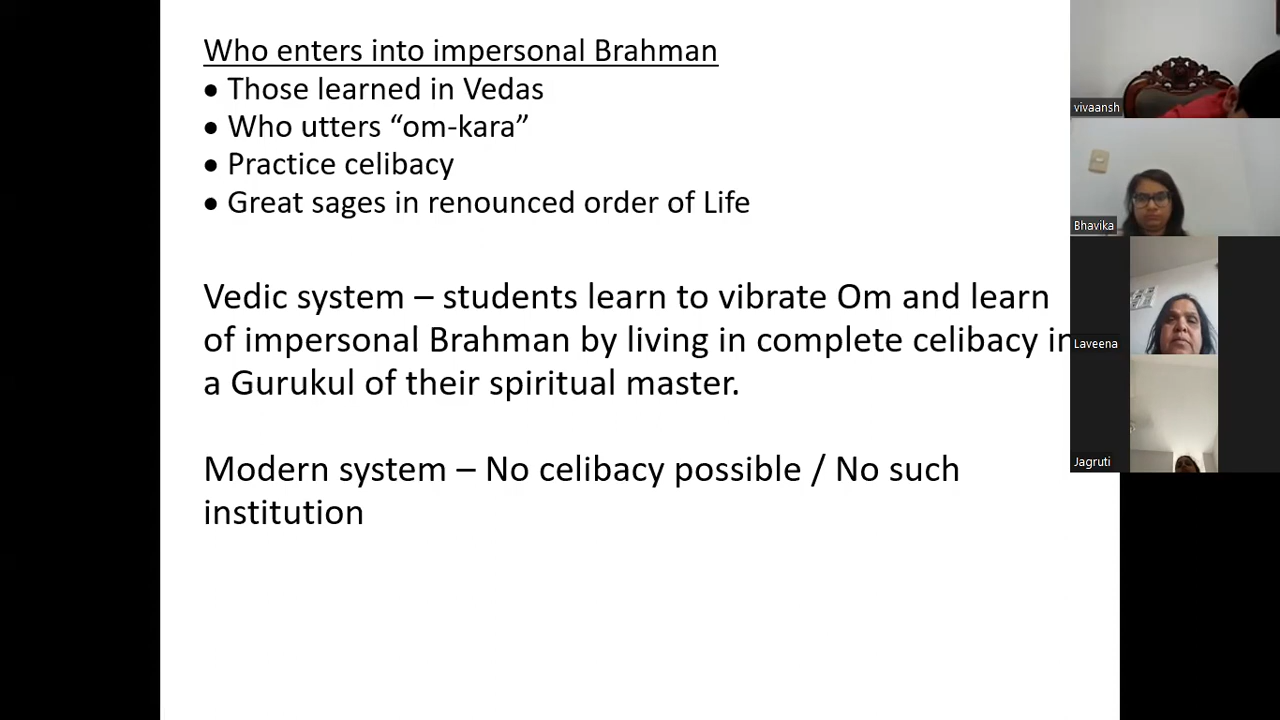 Who enters into impersonal Brahman
• Those learned in Vedas
• Who utters “om-kara”
• Practice celibacy
• Great sages in renounced order of Life
Vedic system – students learn to vibrate Om and learn
of impersonal Brahman by living in complete celibacy in
a Gurukul of their spiritual master.
Modern system – No celibacy possible / No such
institution
vivaansh
Bhavika
Laveena
Jagruti